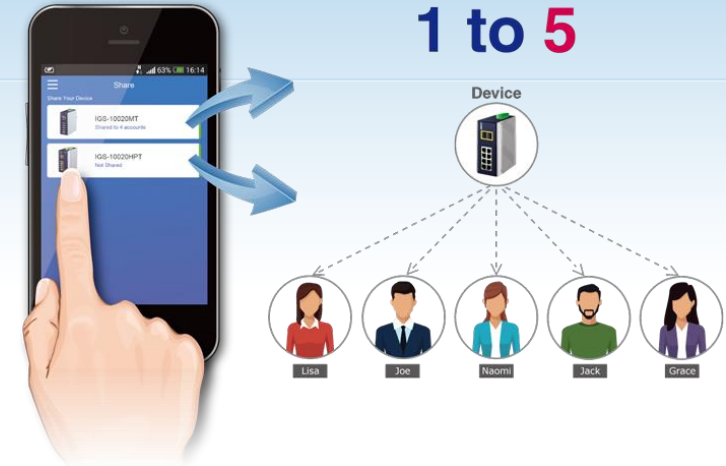 1 to 5
63% 16:14
Share
Share Your Device
IGS-10020MT
Shared to 4 accounts
IGS-10020HPT
Not Shared
Device
Lisa
Joe
Naomi
Jack
Grace